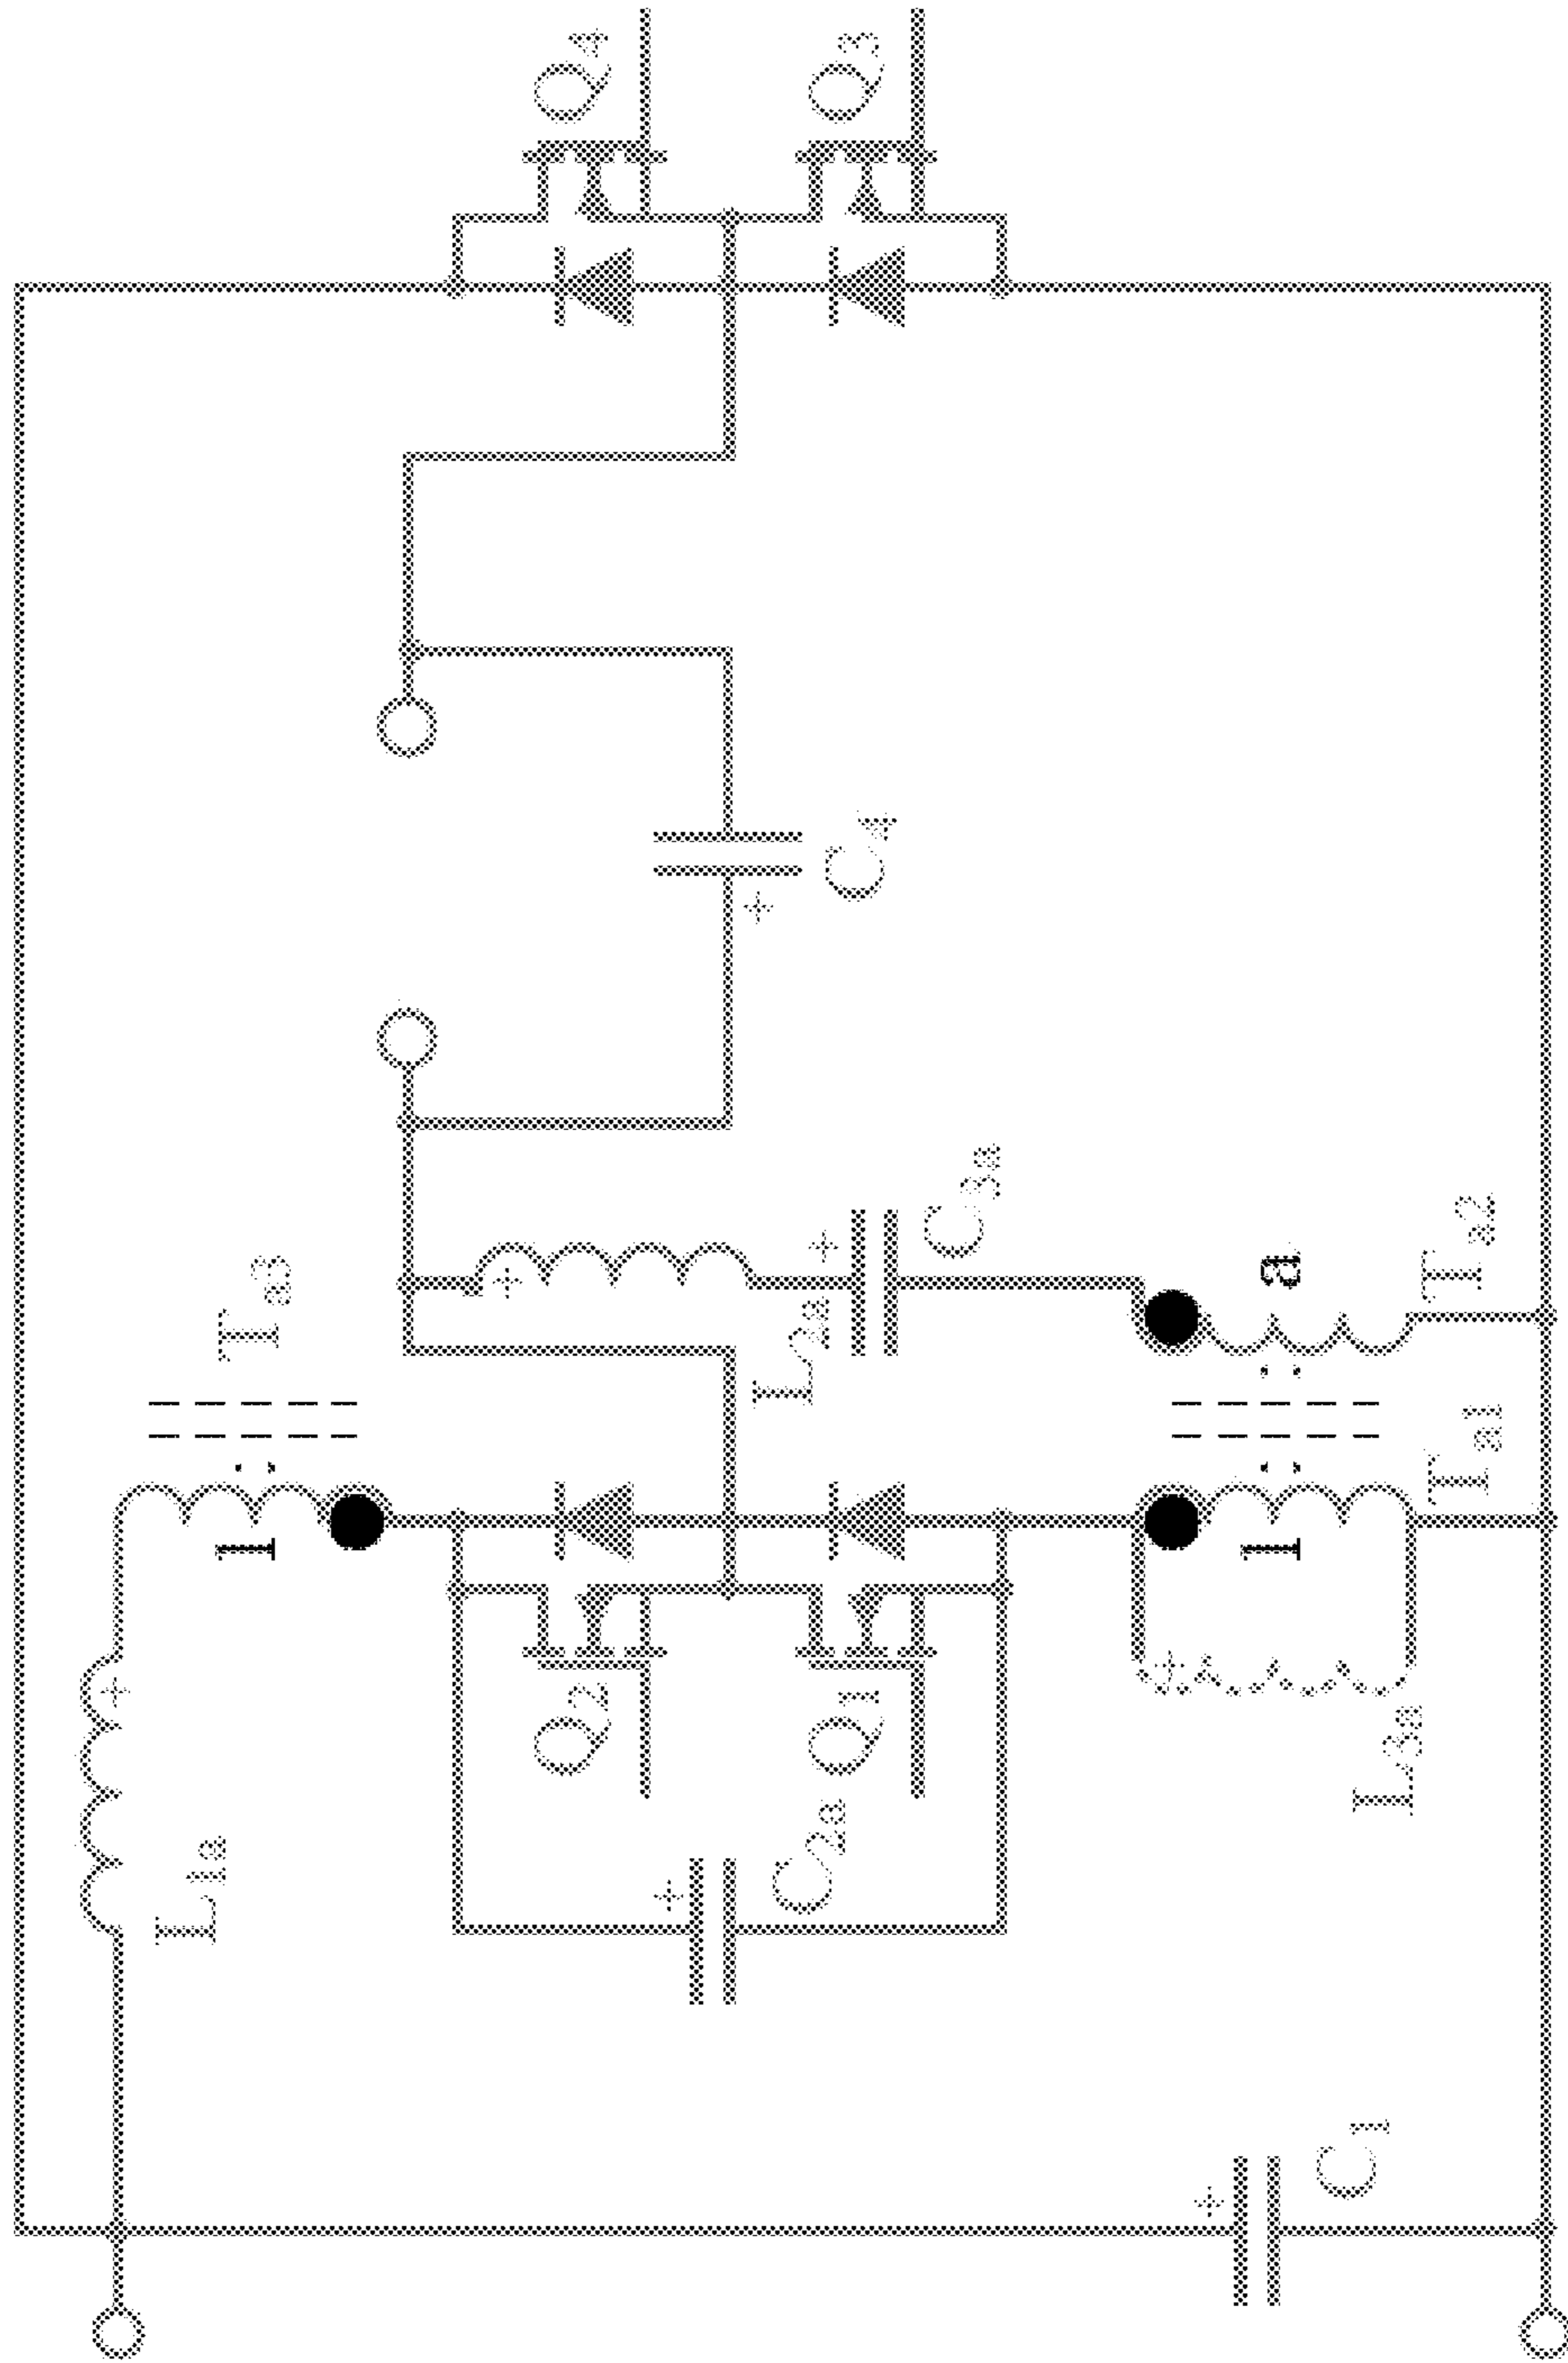 L1a
Ta3
1 :
C2a
Q2
Q1
L2a
C3a
C4
Q4
Q3
C1
L3a
Ta1
1 : : a
Ta2